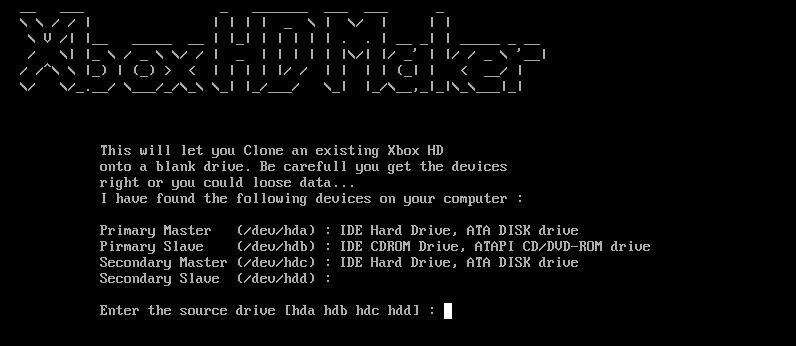 Xbox HD Maker
This will let you Clone an existing Xbox HD
onto a blank drive. Be carefull you get the devices
right or you could loose data...
I have found the following devices on your computer :
Primary Master (/dev/hda) : IDE Hard Drive, ATA DISK drive
Pirmary Slave (/dev/hdb) : IDE CDROM Drive, ATAPI CD/DVD-ROM drive
Secondary Master (/dev/hdc) : IDE Hard Drive, ATA DISK drive
Secondary Slave (/dev/hdd) :
Enter the source drive [hda hdb hdc hdd] :